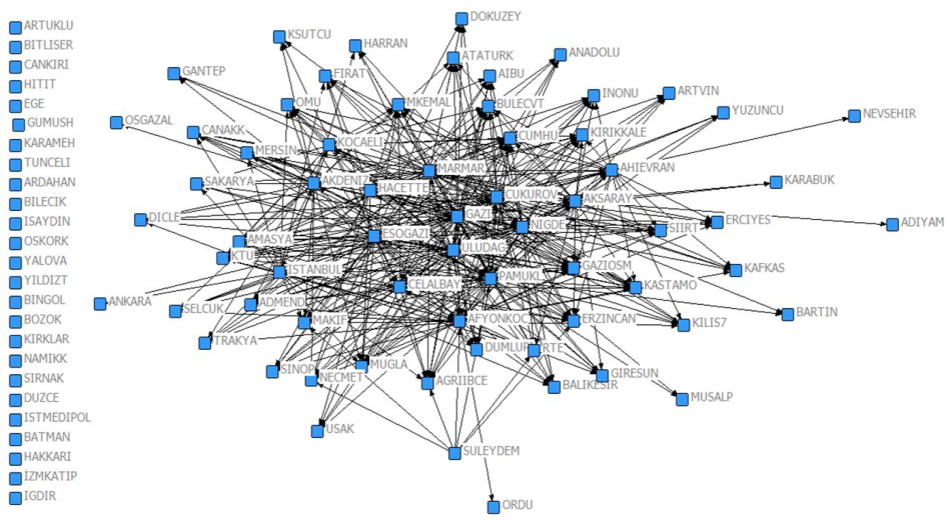 ARTUKLU
BITLISER
CANKIRI
HITIT
EGE
GUMUSH
KARAMEH
TUNCELI
ARDAHAN
BILECIK
ISAYDIN
OSKORK
YALOVA
YILDIZT
BINGOL
BOZOK
KIRKLAR
NAMIKK
SIRNAK
DUZCE
ISTMEDIPOL
BATMAN
HAKKARI
İZMKATIP
IGDIR
DOKUZEY
KSUTCU
HARRAN
ATATURK
ANADOLU
GANTEP
FIRAT
AIBU
OMU
MKEMAL
BULECVT
INONU
ARTVIN
YUZUNCU
NEVSEHIR
OSGAZAL
CANAKK
MERSIN
KOCAELI
CUMHU
KIRIKKALE
MARMAR
AHIEVRAN
SAKARYA
AKDENIZ
HACETTE
CUKUROV
AKSARAY
KARABUK
DICLE
GAZI
NIGDE
SIIRT
ERCIYES
ADIYAM
AMASYA
ESOGAZI
KTU
ULUDAG
ISTANBUL
CELALBAY
PAMUKL
GAZIOSM
KAFKAS
KASTAMO
ANKARA
SELCUK
ADMEND
MAKIF
AFYONKOC
ERZINCAN
KILIS7
BARTIN
TRAKYA
DUMLUP
RTE
SINOP
NECMET
MUGLA
AGRIIBCE
BALIKESIR
GIRESUN
MUSALP
USAK
SULEYDEM
ORDU